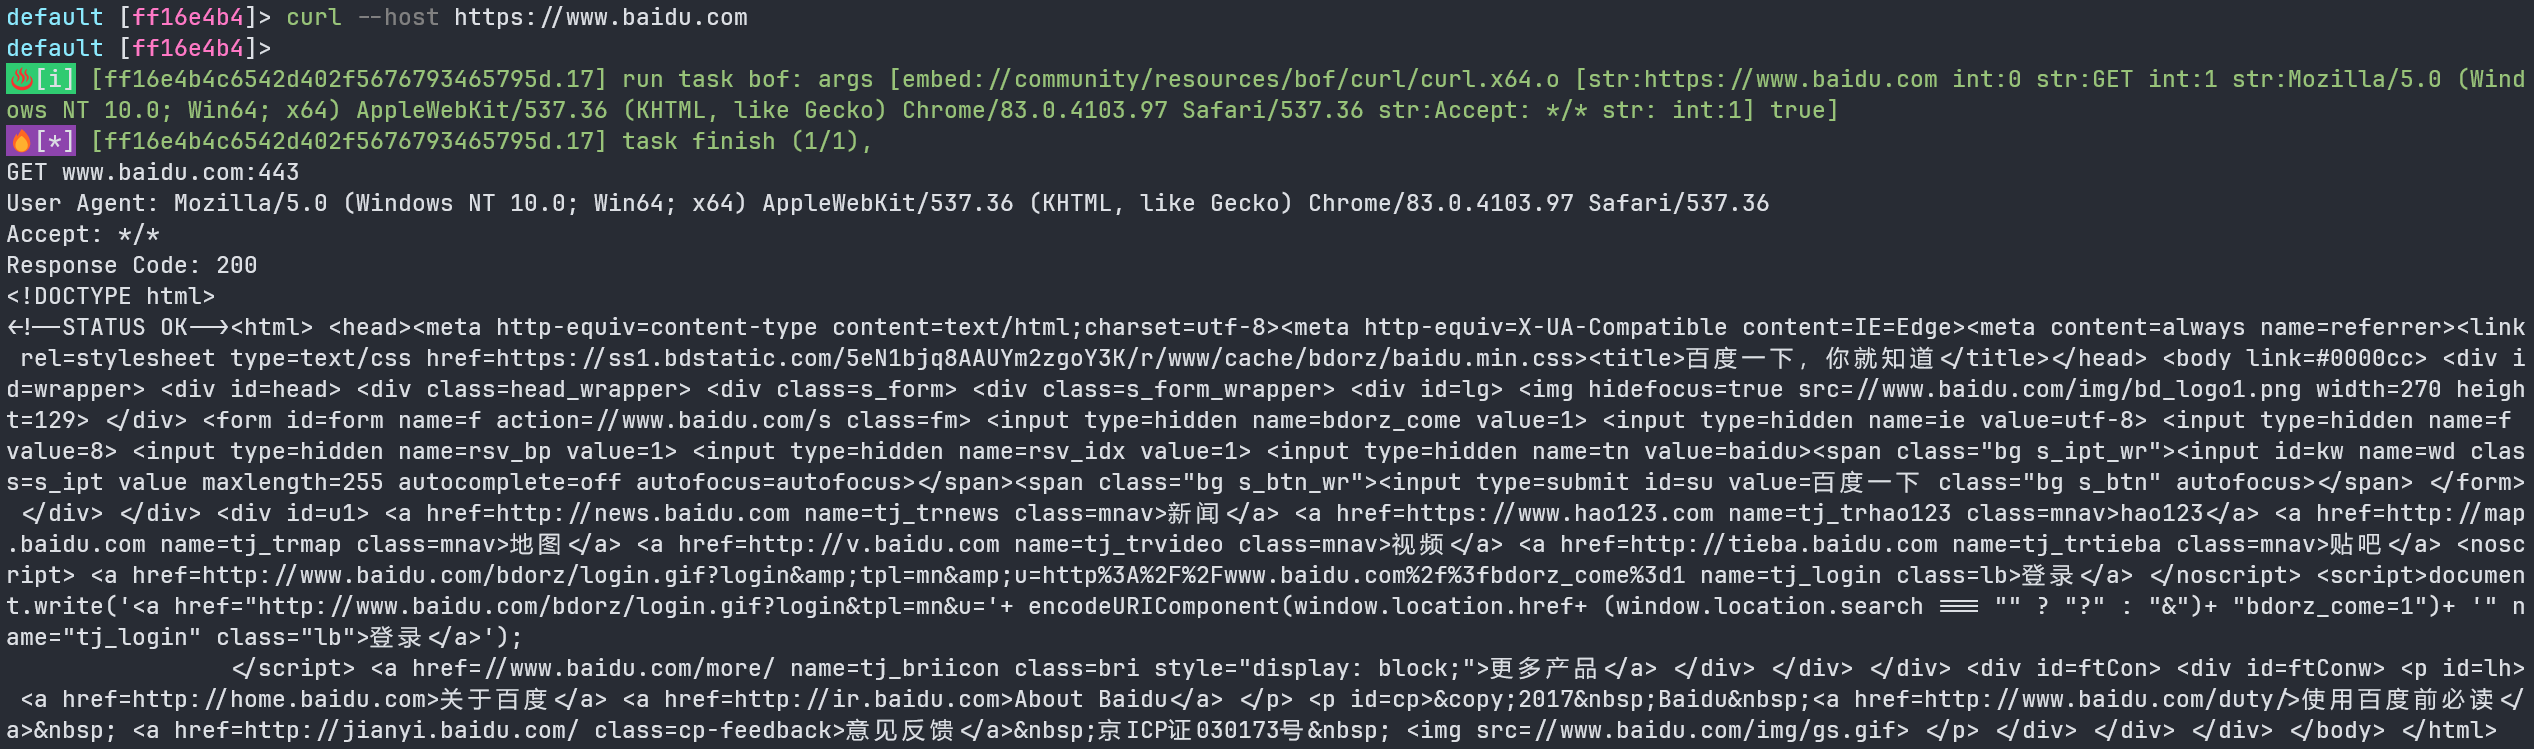 default [ff16e4b4]> curl --host https://www.baidu.com
default [ff16e4b4]>
♨[i] [ff16e4b4c6542d402f5676793465795d.17] run task bof: args [embed://community/resources/bof/curl/curl.x64.o [str:https://www.baidu.com int:0 str:GET int:1 str:Mozilla/5.0 (Wind
ows NT 10.0; Win64; x64) AppleWebKit/537.36 (KHTML, like Gecko) Chrome/83.0.4103.97 Safari/537.36 str:Accept: */* str: int:1] true]
🔥[*] [ff16e4b4c6542d402f5676793465795d.17] task finish (1/1),
GET www.baidu.com:443
User Agent: Mozilla/5.0 (Windows NT 10.0; Win64; x64) AppleWebKit/537.36 (KHTML, like Gecko) Chrome/83.0.4103.97 Safari/537.36
Accept: */*
Response Code: 200
<!DOCTYPE html>
<!--STATUS OK--><html> <head><meta http-equiv=content-type content=text/html;charset=utf-8><meta http-equiv=X-UA-Compatible content=IE=Edge><meta content=always name=referrer><link
 rel=stylesheet type=text/css href=https://ss1.bdstatic.com/5eN1bjq8AAUYm2zgoY3K/r/www/cache/bdorz/baidu.min.css><title>百度一下，你就知道</title></head> <body link=#0000cc> <div i
d=wrapper> <div id=head> <div class=head_wrapper> <div class=s_form> <div class=s_form_wrapper> <div id=lg> <img hidefocus=true src=//www.baidu.com/img/bd_logo1.png width=270 heigh
t=129> </div> <form id=form name=f action=//www.baidu.com/s class=fm> <input type=hidden name=bdorz_come value=1> <input type=hidden name=ie value=utf-8> <input type=hidden name=f
value=8> <input type=hidden name=rsv_bp value=1> <input type=hidden name=rsv_idx value=1> <input type=hidden name=tn value=baidu><span class="bg s_ipt_wr"><input id=kw name=wd clas
s=s_ipt value maxlength=255 autocomplete=off autofocus=autofocus></span><span class="bg s_btn_wr"><input type=submit id=su value=百度一下 class="bg s_btn" autofocus></span> </form>
 </div> </div> <div id=u1> <a href=http://news.baidu.com name=tj_trnews class=mnav>新闻</a> <a href=https://www.hao123.com name=tj_trhao123 class=mnav>hao123</a> <a href=http://map
.baidu.com name=tj_trmap class=mnav>地图</a> <a href=http://v.baidu.com name=tj_trvideo class=mnav>视频</a> <a href=http://tieba.baidu.com name=tj_trtieba class=mnav>贴吧</a> <nosc
ript> <a href=http://www.baidu.com/bdorz/login.gif?login&amp;tpl=mn&amp;u=http%3A%2F%2Fwww.baidu.com%2f%3fbdorz_come%3d1 name=tj_login class=lb>登录</a> </noscript> <script>documen
t.write('<a href="http://www.baidu.com/bdorz/login.gif?login&tpl=mn&u='+ encodeURIComponent(window.location.href+ (window.location.search === "" ? "?" : "&")+ "bdorz_come=1")+ '" n
ame="tj_login" class="lb">登录</a>');
                </script> <a href=//www.baidu.com/more/ name=tj_briicon class=bri style="display: block;">更多产品</a> </div> </div> </div> <div id=ftCon> <div id=ftConw> <p id=lh>
 <a href=http://home.baidu.com>关于百度</a> <a href=http://ir.baidu.com>About Baidu</a> </p> <p id=cp>&copy;2017&nbsp;Baidu&nbsp;<a href=http://www.baidu.com/duty/>使用百度前必读</
a>&nbsp; <a href=http://jianyi.baidu.com/ class=cp-feedback>意见反馈</a>&nbsp;京ICP证030173号&nbsp; <img src=//www.baidu.com/img/gs.gif> </p> </div> </div> </div> </body> </html>